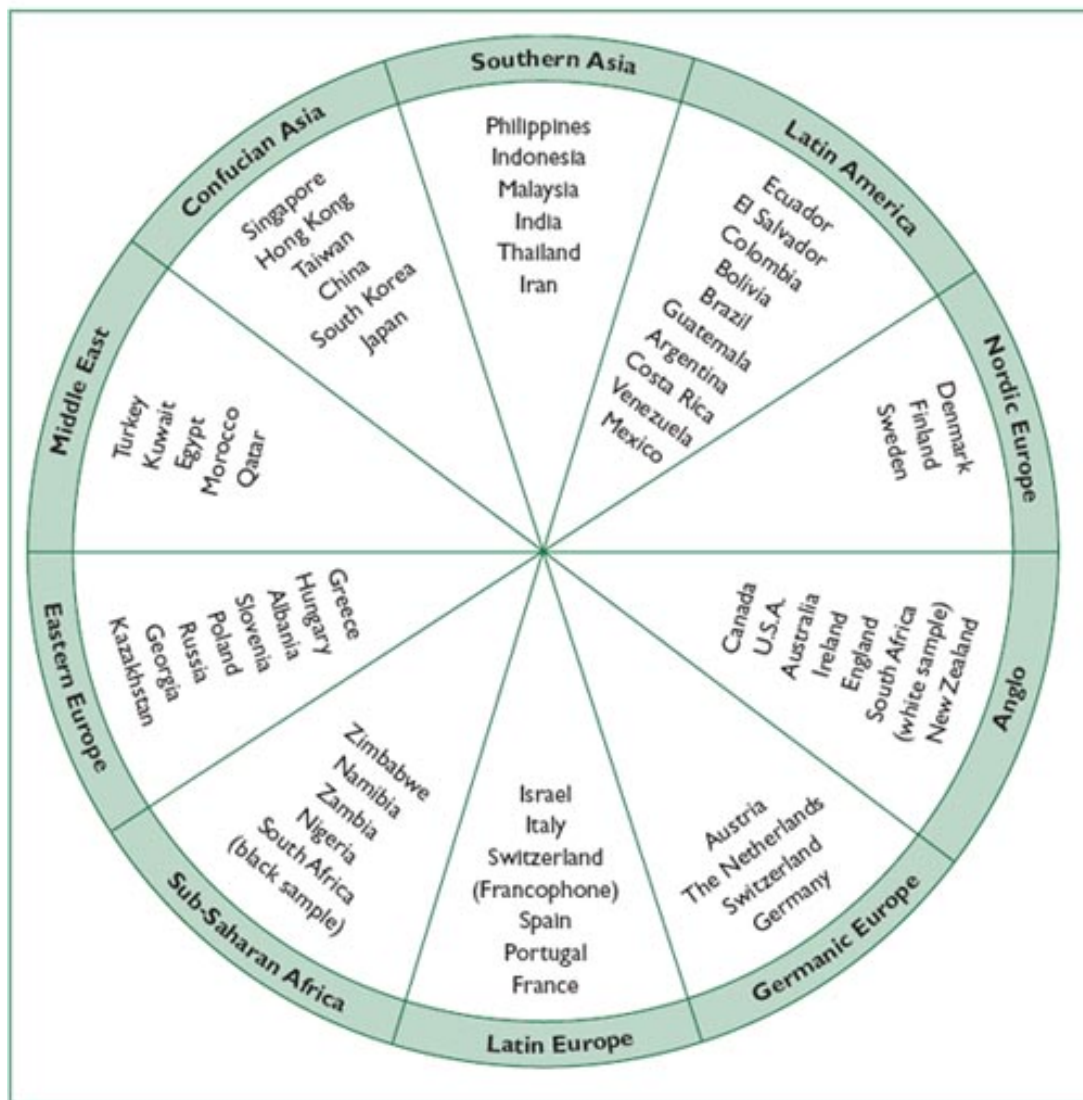 Southern Asia
Philippines
Indonesia
Malaysia
India
Thailand
Iran
Latin America
Ecuador
El Salvador
Colombia
Bolivia
Brazil
Guatemala
Argentina
Costa Rica
Venezuela
Mexico
Nordic Europe
Denmark
Finland
Sweden
Anglo
Canada
U.S.A.
Australia
Ireland
England
South Africa
(white sample)
New Zealand
Germanic Europe
Austria
The Netherlands
Switzerland
Germany
Latin Europe
Israel
Italy
Switzerland
(Francophone)
Spain
Portugal
France
Sub-Saharan Africa
Zimbabwe
Namibia
Zambia
Nigeria
South Africa
(black sample)
Eastern Europe
Greece
Hungary
Albania
Slovenia
Poland
Russia
Georgia
Kazakhstan
Middle East
Turkey
Kuwait
Egypt
Morocco
Qatar
Confucian Asia
Singapore
Hong Kong
Taiwan
China
South Korea
Japan